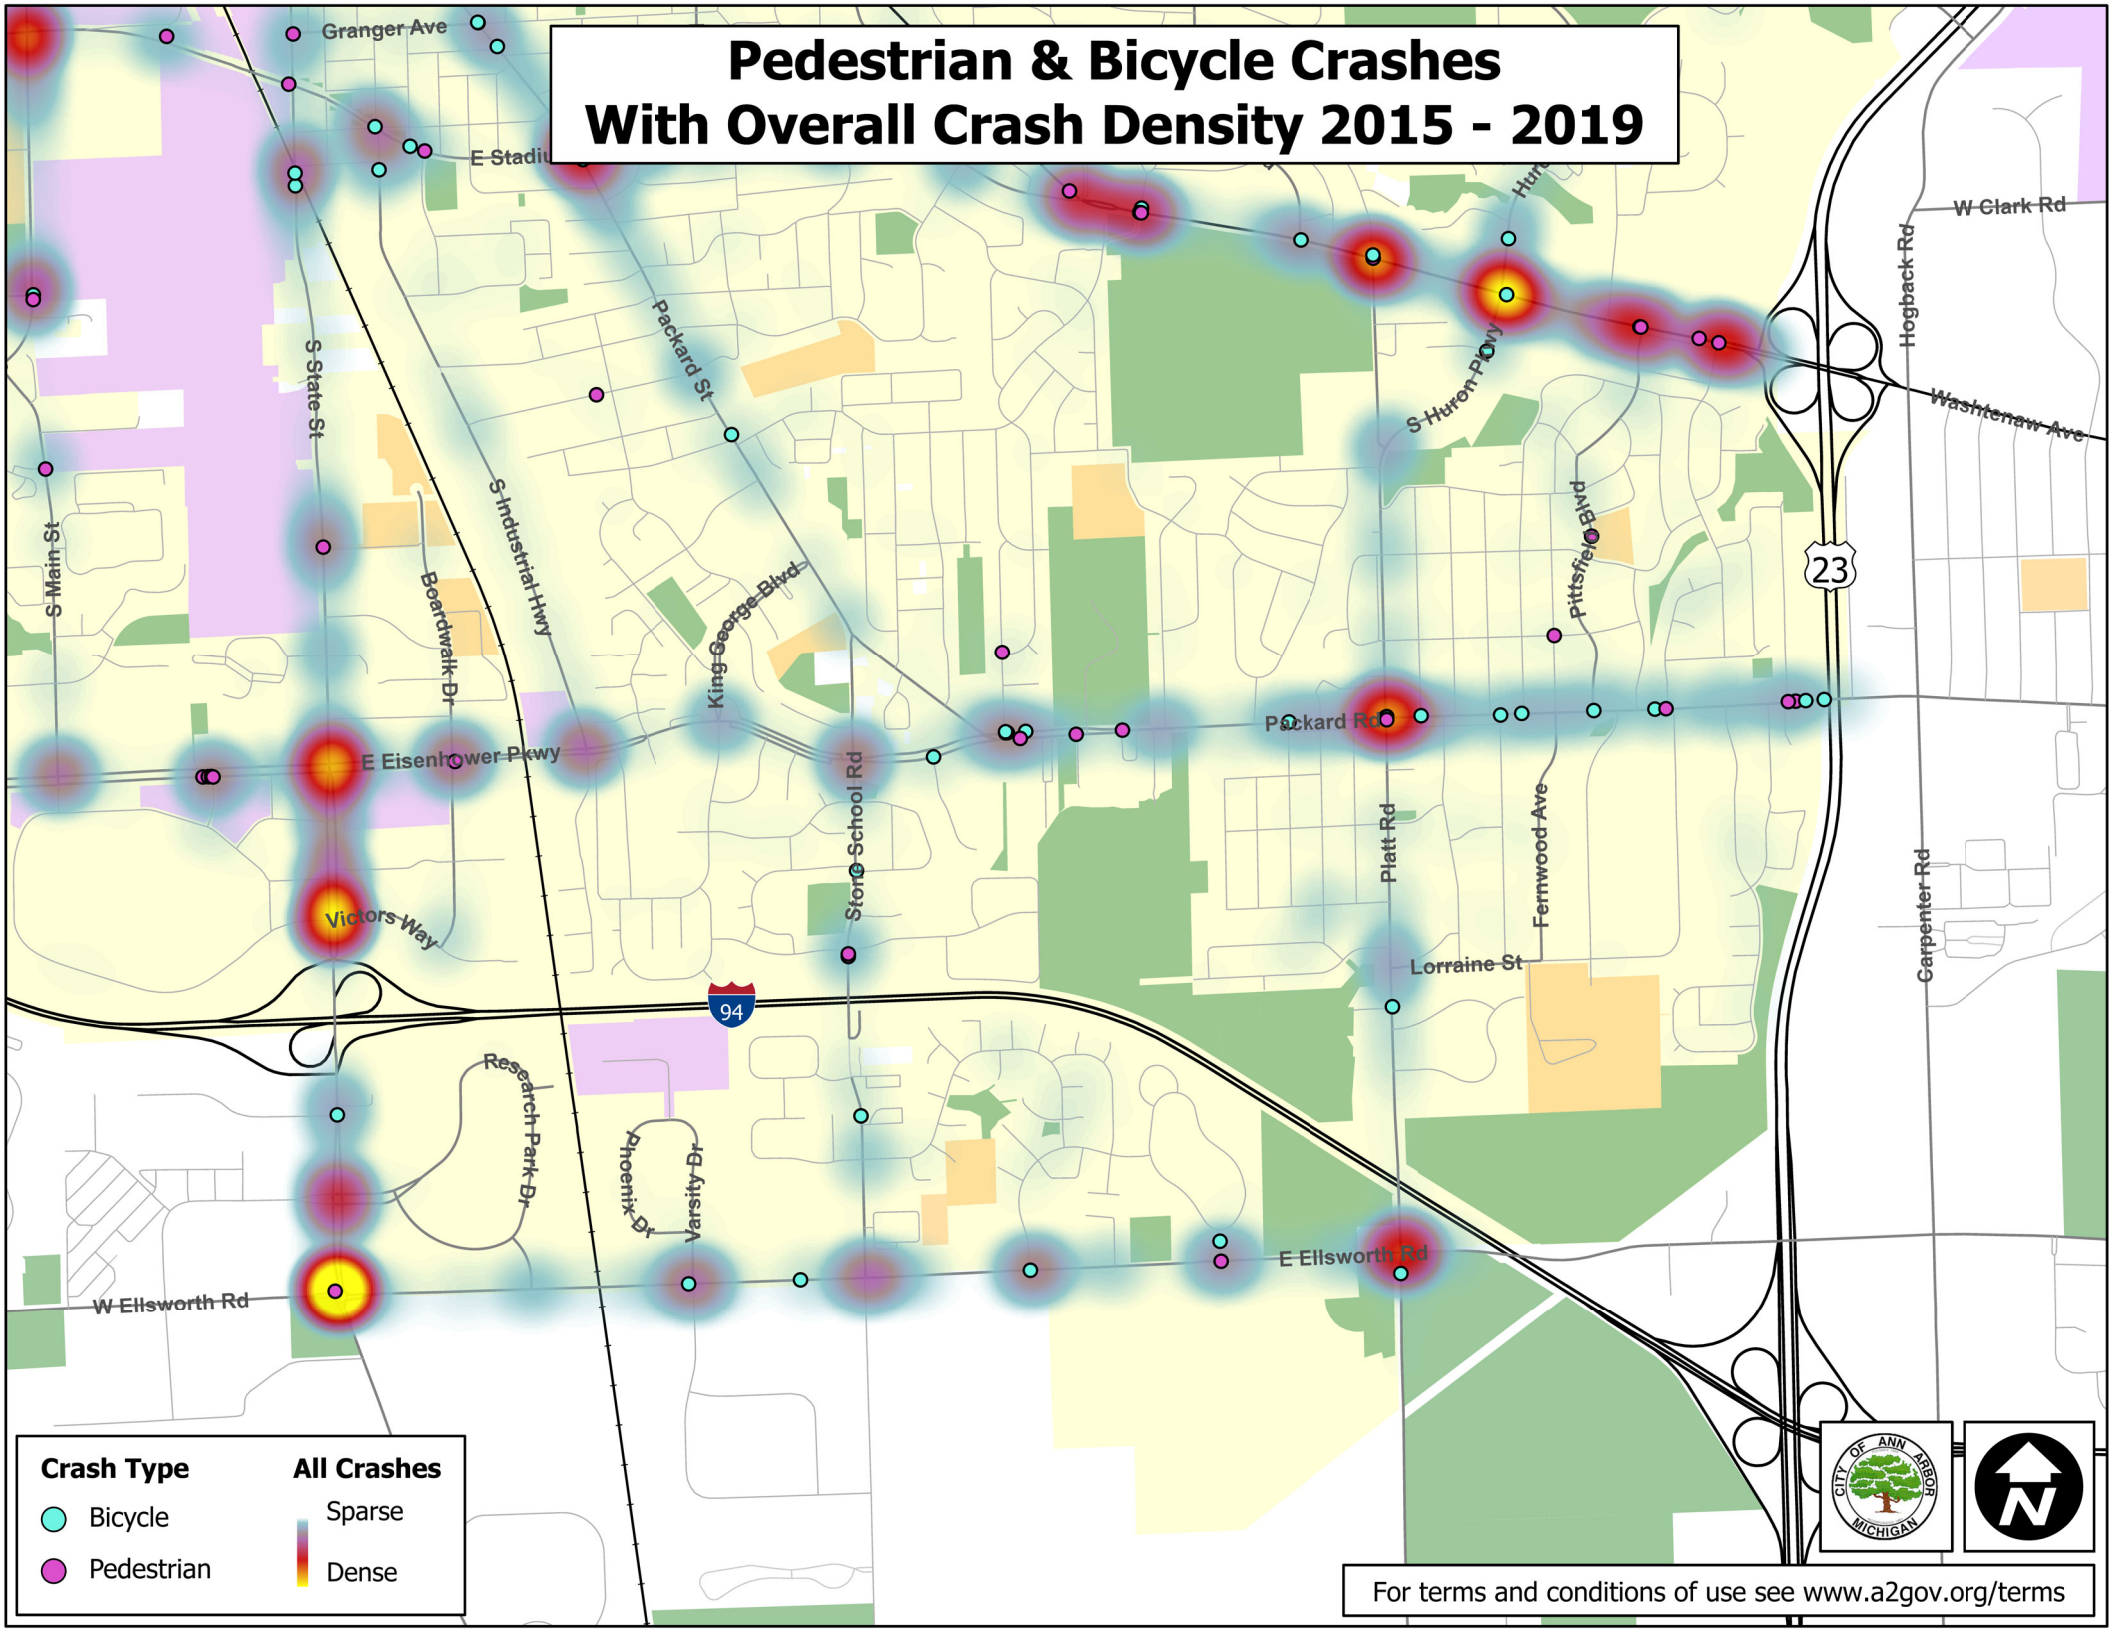 Pedestrian & Bicycle Crashes
With Overall Crash Density 2015 - 2019
Granger Ave
E Stadiu
Hur
W Clark Rd
Hogback Rd
Washtenaw Ave
Packard St
S State St
S Huron Pkwy
S Industrial Hwy
S Main St
Boardwalk Dr
King George Blvd
Pittsfield Blvd
23
Packard Rd
E Eisenhower Pkwy
Stone School Rd
Platt Rd
Fernwood Ave
Carpenter Rd
Victors Way
Lorraine St
94
Research Park Dr
Phoenix Dr
Varsity Dr
E Ellsworth Rd
W Ellsworth Rd
Crash Type
Bicycle
Pedestrian
All Crashes
Sparse
Dense
CITY OF ANN ARBOR
MICHIGAN
N
For terms and conditions of use see www.a2gov.org/terms